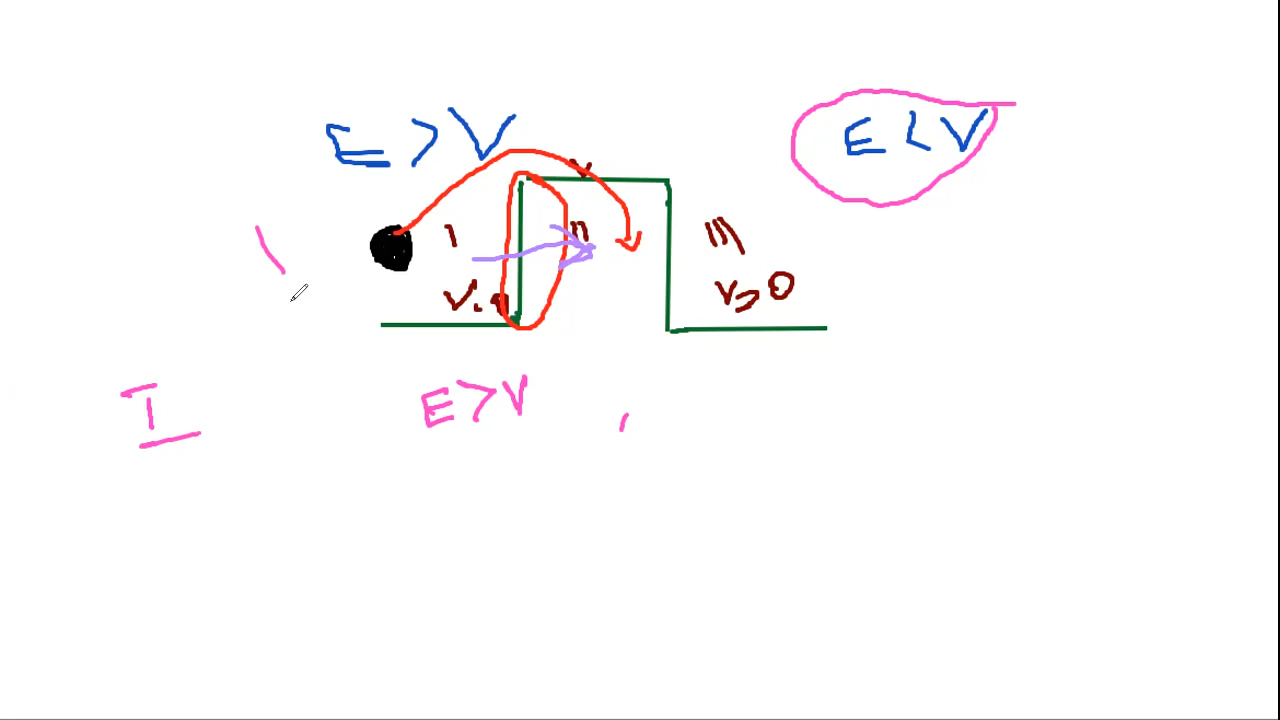 E > V
E < V
V
I
II
III
V = 0
I
E > V